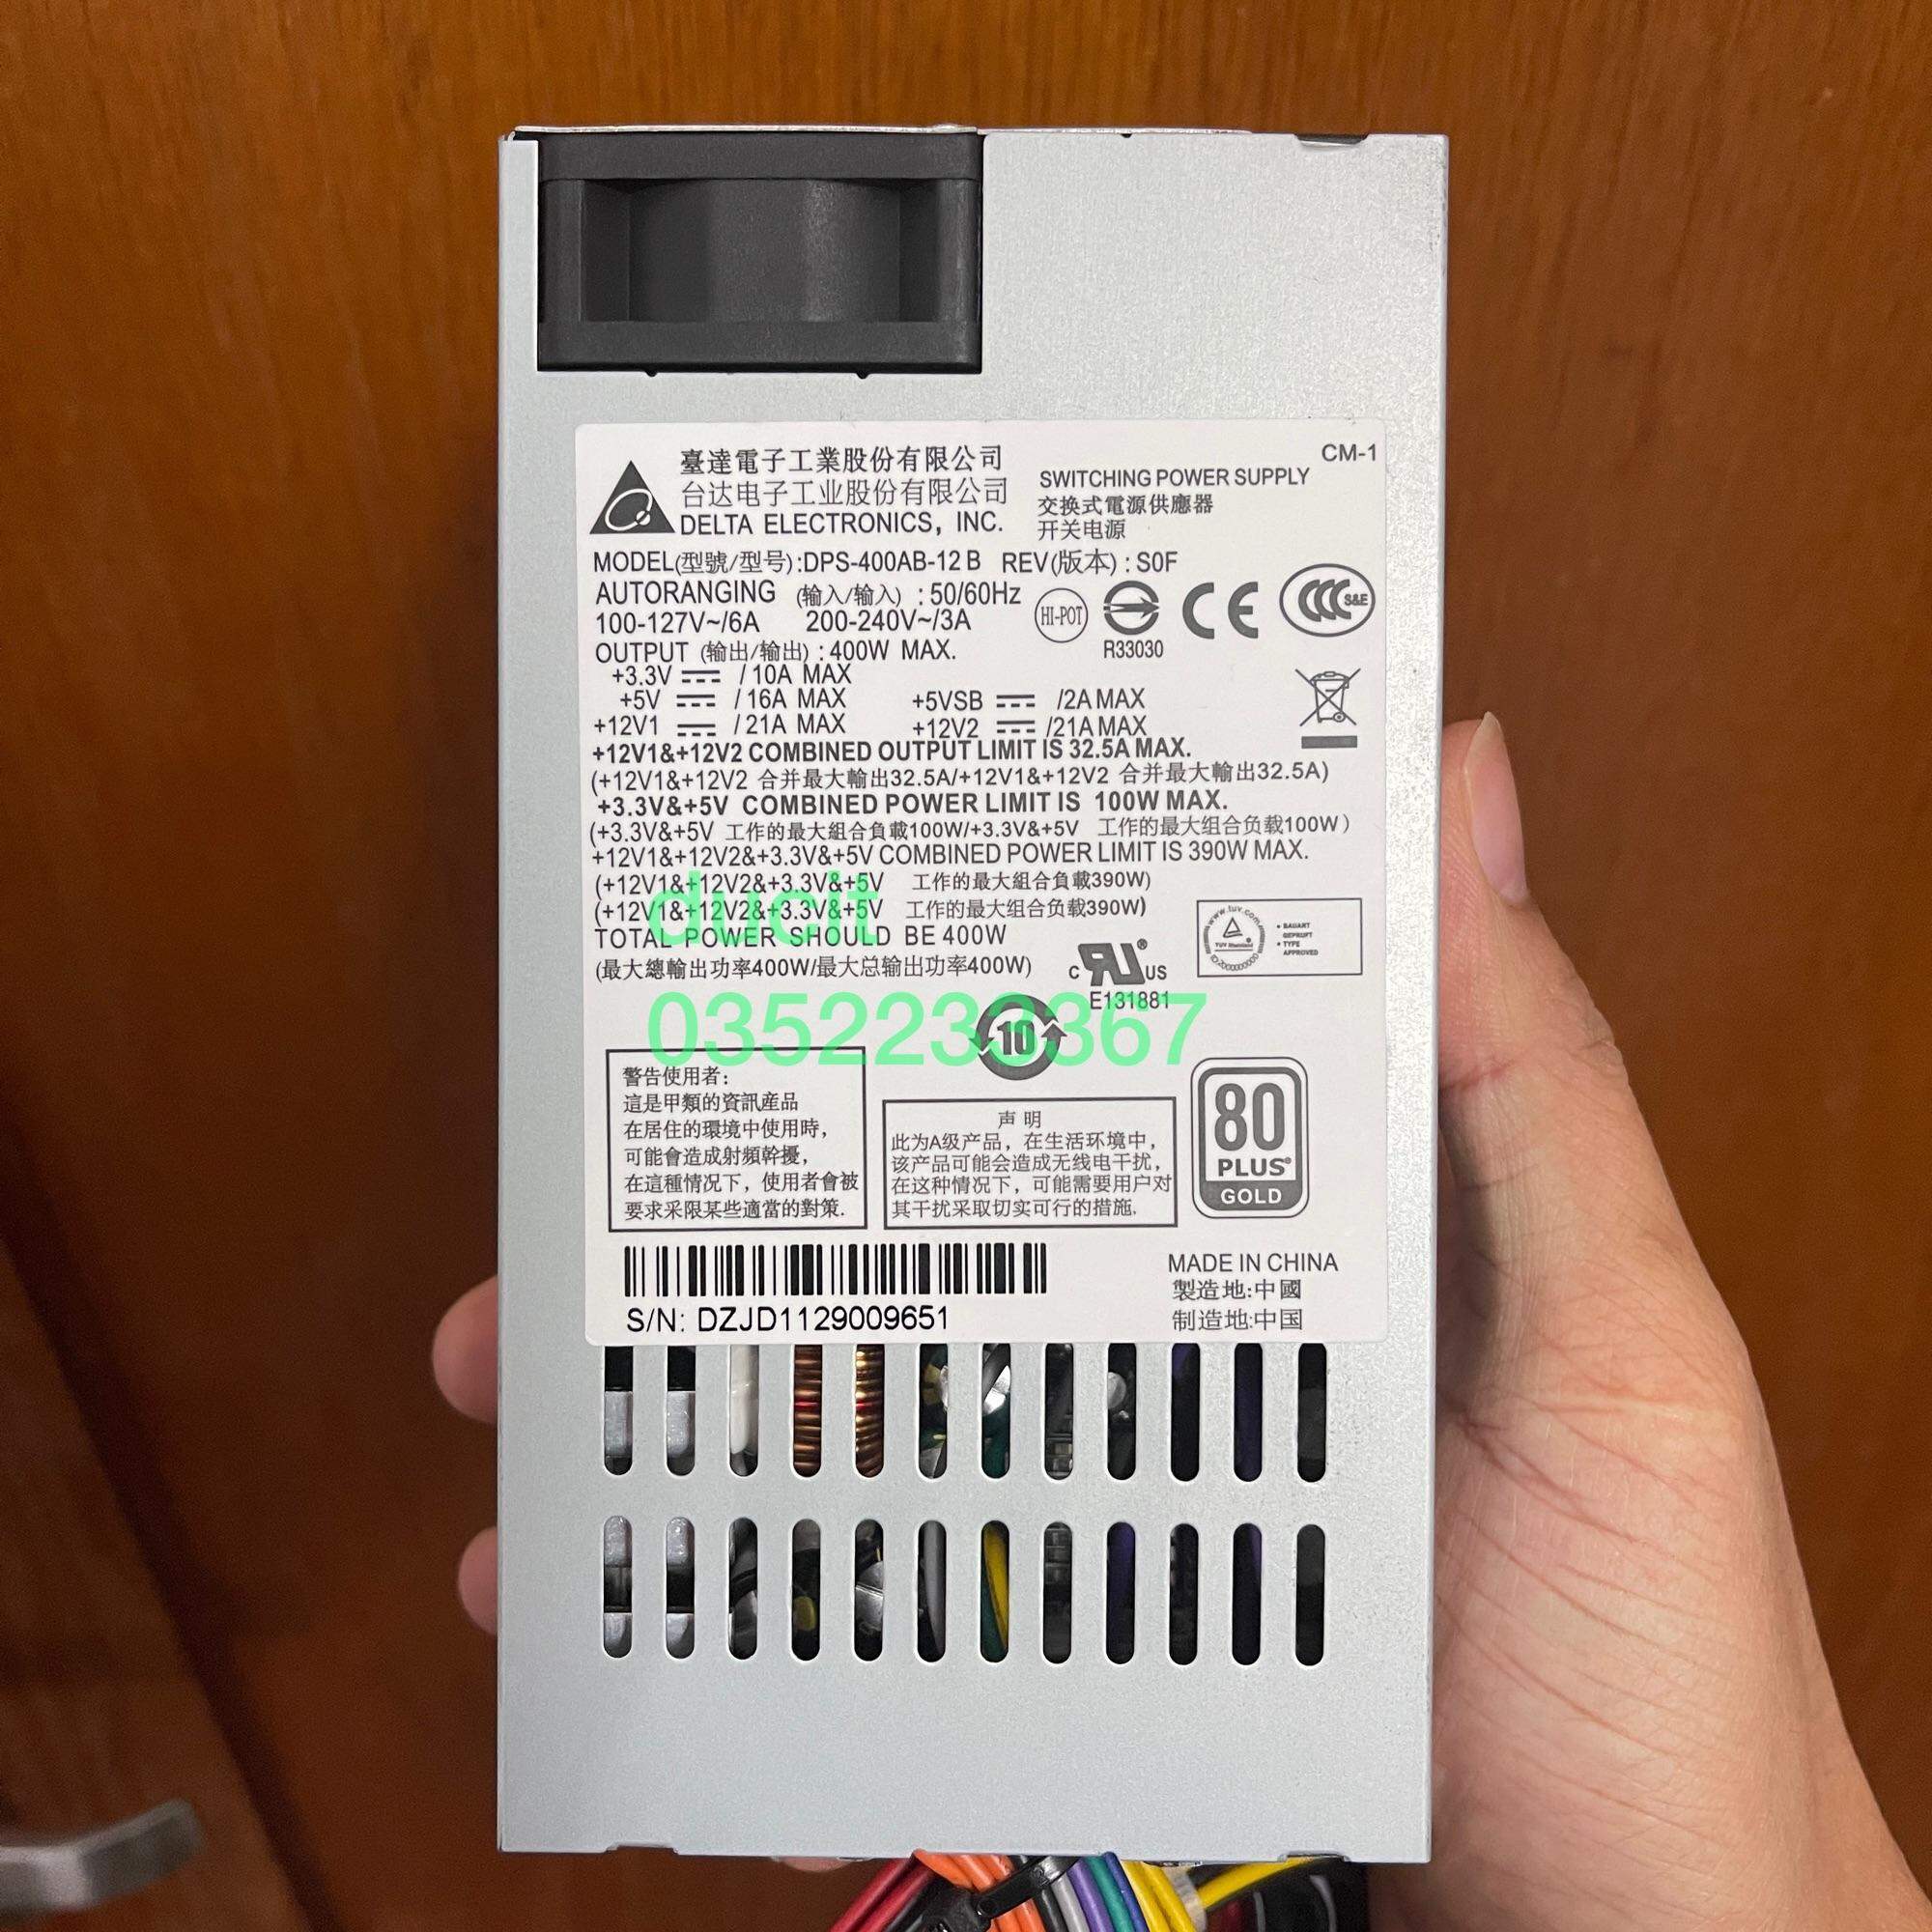 CM-1
臺達電子工業股份有限公司
台达电子工业股份有限公司
DELTA ELECTRONICS, INC.
SWITCHING POWER SUPPLY
交换式電源供應器
开关电源
MODEL(型號/型号):DPS-400AB-12 B REV(版本) : S0F
AUTORANGING (输入/输入) : 50/60Hz
100-127V~/6A 200-240V~/3A
HI-POT
R33030
CE
CCC S&E
OUTPUT (输出/输出) : 400W MAX.
+3.3V / 10A MAX
+5V / 16A MAX +5VSB /2A MAX
+12V1 / 21A MAX +12V2 /21A MAX
+12V1&+12V2 COMBINED OUTPUT LIMIT IS 32.5A MAX.
(+12V1&+12V2 合并最大輸出32.5A/+12V1&+12V2 合并最大輸出32.5A)
+3.3V&+5V COMBINED POWER LIMIT IS 100W MAX.
(+3.3V&+5V 工作的最大組合負載100W/+3.3V&+5V 工作的最大组合负载100W)
+12V1&+12V2&+3.3V&+5V COMBINED POWER LIMIT IS 390W MAX.
(+12V1&+12V2&+3.3V&+5V 工作的最大組合負載390W)
(+12V1&+12V2&+3.3V&+5V 工作的最大组合负载390W)
TOTAL POWER SHOULD BE 400W
(最大總輸出功率400W/最大总输出功率400W)
ducit
0352233367
C RU US
E131881
www.tuv.com
TUV Rheinland
BAUART
GEPRUFT
TYPE
APPROVED
10
警告使用者:
這是甲類的資訊産品
在居住的環境中使用時,
可能會造成射頻幹擾,
在這種情况下, 使用者會被
要求采限某些適當的對策.
声 明
此为A级产品, 在生活环境中,
该产品可能会造成无线电干扰,
在这种情况下, 可能需要用户对
其干扰采取切实可行的措施.
80
PLUS®
GOLD
S/N: DZJD1129009651
MADE IN CHINA
製造地:中國
制造地:中国